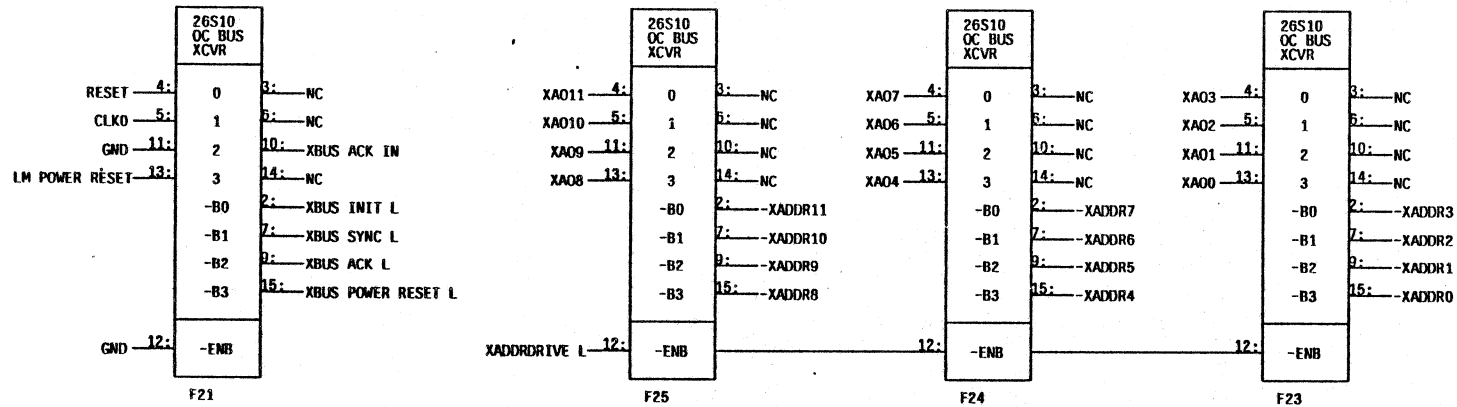 26S10
OC BUS
XCVR
RESET 4: 0 3: NC
CLK0 5: 1 6: NC
GND 11: 2 10: XBUS ACK IN
LM POWER RESET 13: 3 14: NC
-B0 2: XBUS INIT L
-B1 7: XBUS SYNC L
-B2 9: XBUS ACK L
-B3 15: XBUS POWER RESET L
GND 12: -ENB
F21
26S10
OC BUS
XCVR
XAO11 4: 0 3: NC
XAO10 5: 1 6: NC
XAO9 11: 2 10: NC
XAO8 13: 3 14: NC
-B0 2: -XADDR11
-B1 7: -XADDR10
-B2 9: -XADDR9
-B3 15: -XADDR8
XADDRDRIVE L 12: -ENB
F25
26S10
OC BUS
XCVR
XAO7 4: 0 3: NC
XAO6 5: 1 6: NC
XAO5 11: 2 10: NC
XAO4 13: 3 14: NC
-B0 2: -XADDR7
-B1 7: -XADDR6
-B2 9: -XADDR5
-B3 15: -XADDR4
12: -ENB
F24
26S10
OC BUS
XCVR
XAO3 4: 0 3: NC
XAO2 5: 1 6: NC
XAO1 11: 2 10: NC
XAO0 13: 3 14: NC
-B0 2: -XADDR3
-B1 7: -XADDR2
-B2 9: -XADDR1
-B3 15: -XADDR0
12: -ENB
F23